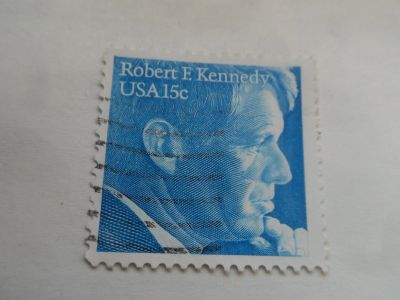 Robert F. Kennedy
USA 15c